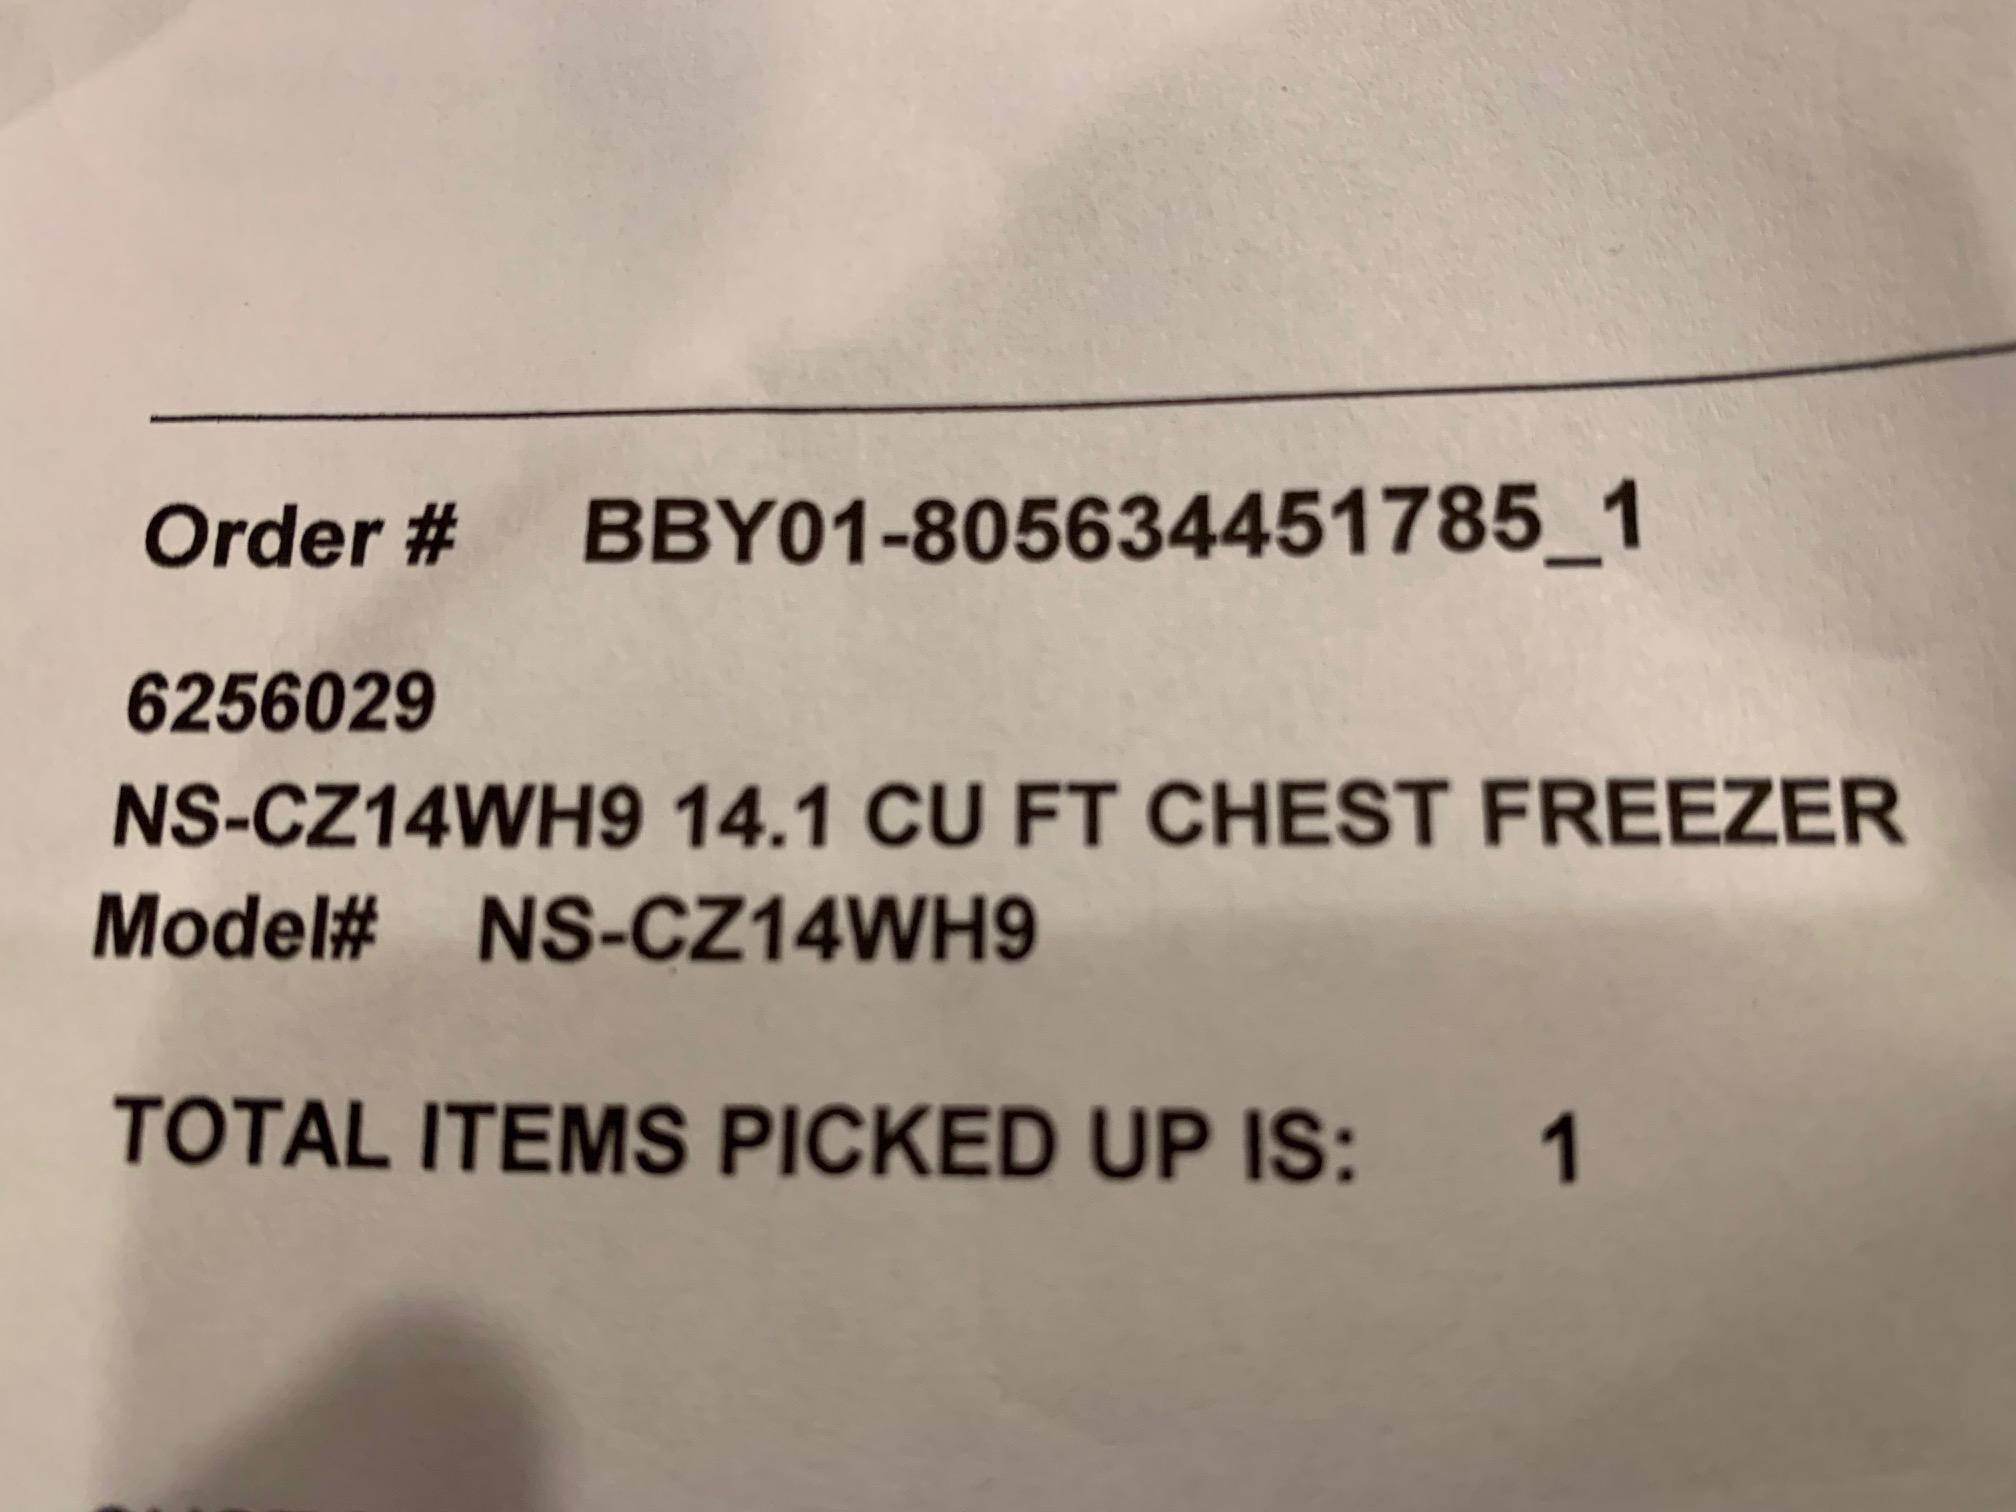 Order # BBY01-805634451785_1
6256029
NS-CZ14WH9 14.1 CU FT CHEST FREEZER
Model# NS-CZ14WH9
TOTAL ITEMS PICKED UP IS: 1